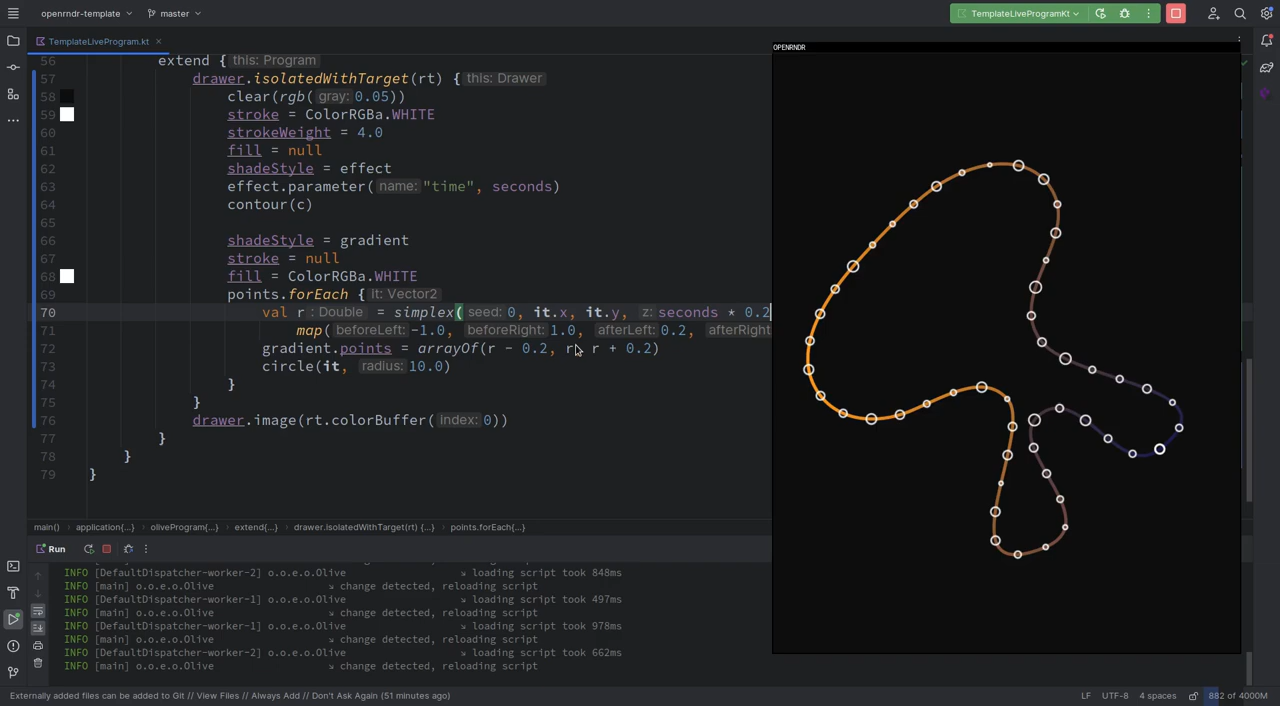 openrndr-template
master
TemplateLiveProgramKt
TemplateLiveProgram.kt
OPENRNDR
56 extend { this: Program
57 drawer.isolatedWithTarget(rt) { this: Drawer
58 clear(rgb( gray: 0.05))
59 stroke = ColorRGBa.WHITE
60 strokeWeight = 4.0
61 fill = null
62 shadeStyle = effect
63 effect.parameter( name: "time", seconds)
64 contour(c)
65
66 shadeStyle = gradient
67 stroke = null
68 fill = ColorRGBa.WHITE
69 points.forEach { it: Vector2
70 val r : Double = simplex( seed: 0, it.x, it.y, z: seconds * 0.2
71 map( beforeLeft: -1.0, beforeRight: 1.0, afterLeft: 0.2, afterRight
72 gradient.points = arrayOf(r - 0.2, r, r + 0.2)
73 circle(it, radius: 10.0)
74 }
75 }
76 drawer.image(rt.colorBuffer( index: 0))
77 }
78 }
79 }
main() application{...} oliveProgram{...} extend{...} drawer.isolatedWithTarget(rt) {...} points.forEach{...}
Run
INFO [DefaultDispatcher-worker-2] o.o.e.o.Olive ↘ loading script took 848ms
INFO [main] o.o.e.o.Olive ↘ change detected, reloading script
INFO [DefaultDispatcher-worker-1] o.o.e.o.Olive ↘ loading script took 497ms
INFO [main] o.o.e.o.Olive ↘ change detected, reloading script
INFO [DefaultDispatcher-worker-1] o.o.e.o.Olive ↘ loading script took 978ms
INFO [main] o.o.e.o.Olive ↘ change detected, reloading script
INFO [DefaultDispatcher-worker-2] o.o.e.o.Olive ↘ loading script took 662ms
INFO [main] o.o.e.o.Olive ↘ change detected, reloading script
Externally added files can be added to Git // View Files // Always Add // Don't Ask Again (51 minutes ago)
LF UTF-8 4 spaces 882 of 4000M